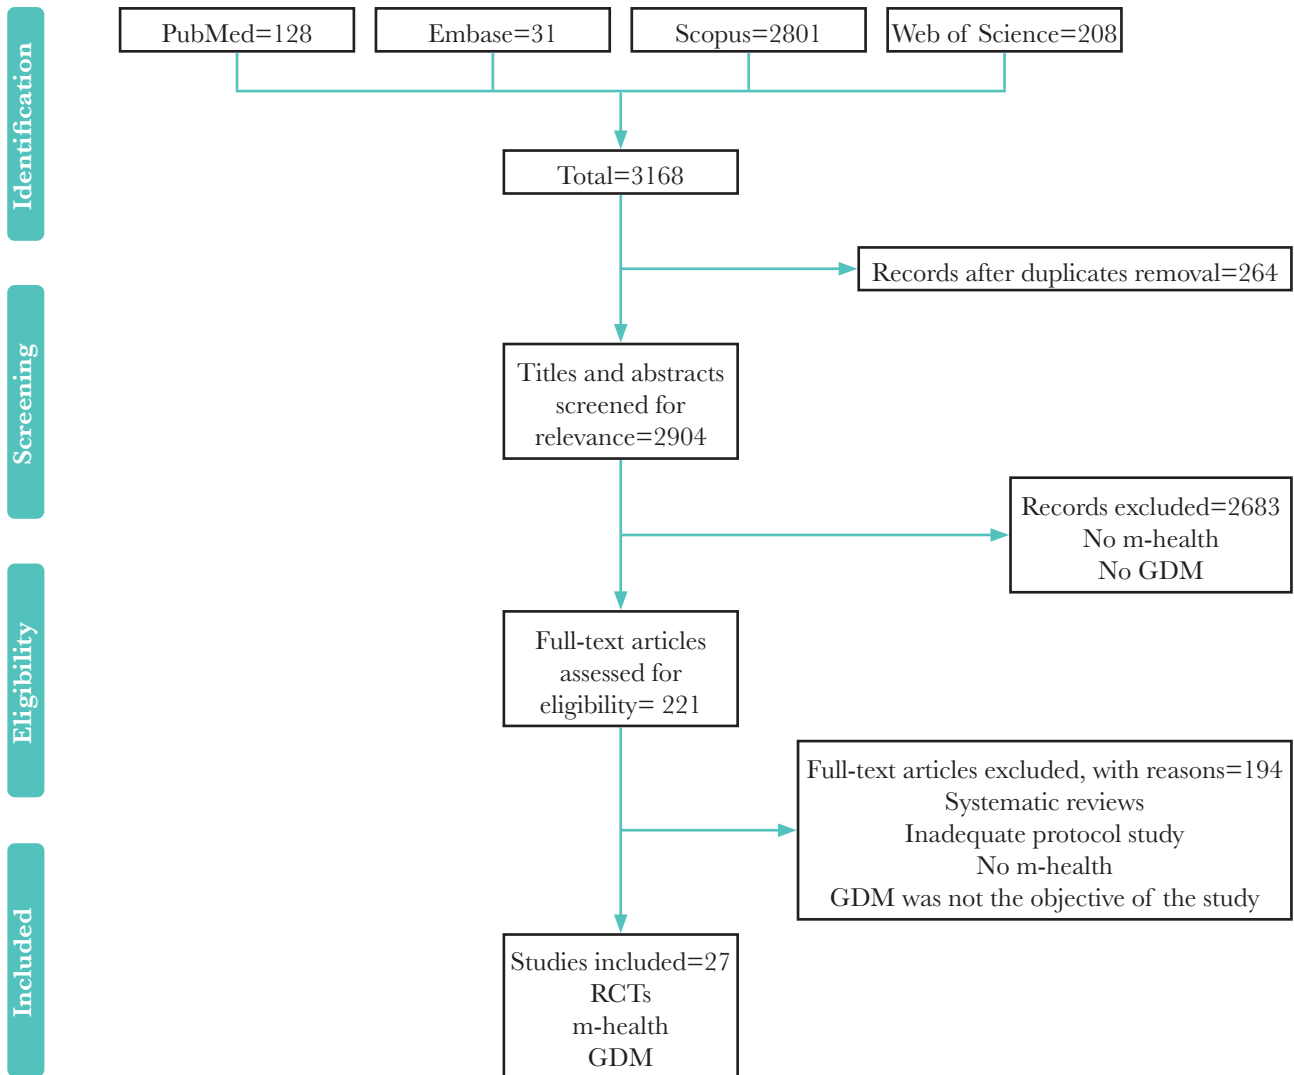 Identification
PubMed=128
Embase=31
Scopus=2801
Web of Science=208
Total=3168
Records after duplicates removal=264
Screening
Titles and abstracts
screened for
relevance=2904
Records excluded=2683
No m-health
No GDM
Eligibility
Full-text articles
assessed for
eligibility= 221
Full-text articles excluded, with reasons=194
Systematic reviews
Inadequate protocol study
No m-health
GDM was not the objective of the study
Included
Studies included=27
RCTs
m-health
GDM